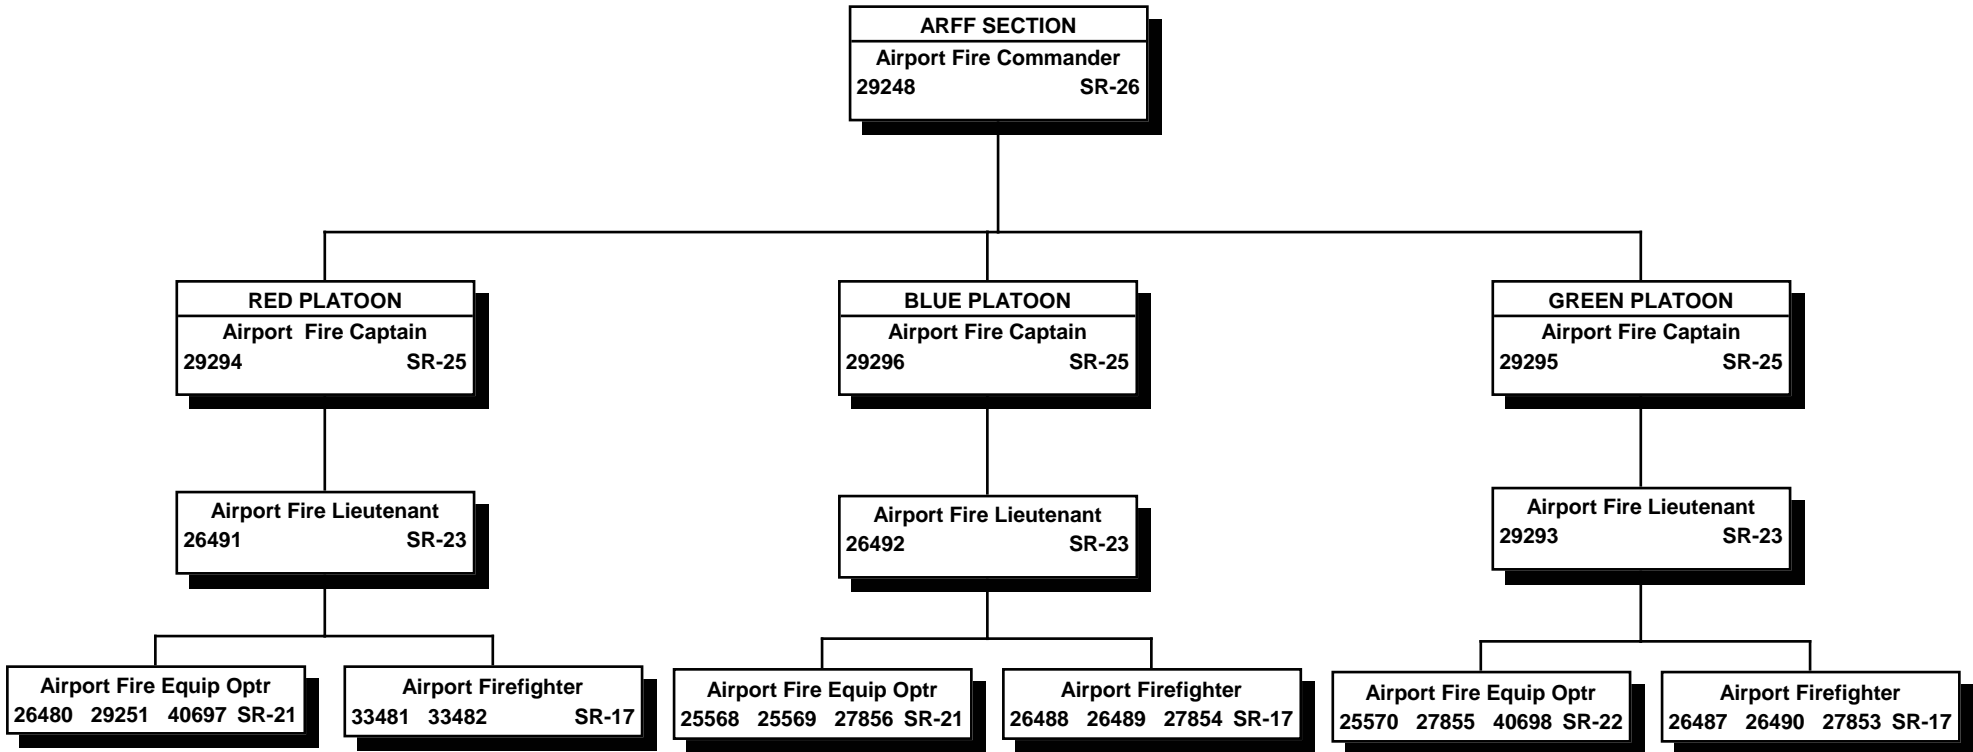 ARFF SECTION
Airport Fire Commander
29248 SR-26
RED PLATOON
Airport Fire Captain
29294 SR-25
BLUE PLATOON
Airport Fire Captain
29296 SR-25
GREEN PLATOON
Airport Fire Captain
29295 SR-25
Airport Fire Lieutenant
26491 SR-23
Airport Fire Lieutenant
26492 SR-23
Airport Fire Lieutenant
29293 SR-23
Airport Fire Equip Optr
26480 29251 40697 SR-21
Airport Firefighter
33481 33482 SR-17
Airport Fire Equip Optr
25568 25569 27856 SR-21
Airport Firefighter
26488 26489 27854 SR-17
Airport Fire Equip Optr
25570 27855 40698 SR-22
Airport Firefighter
26487 26490 27853 SR-17